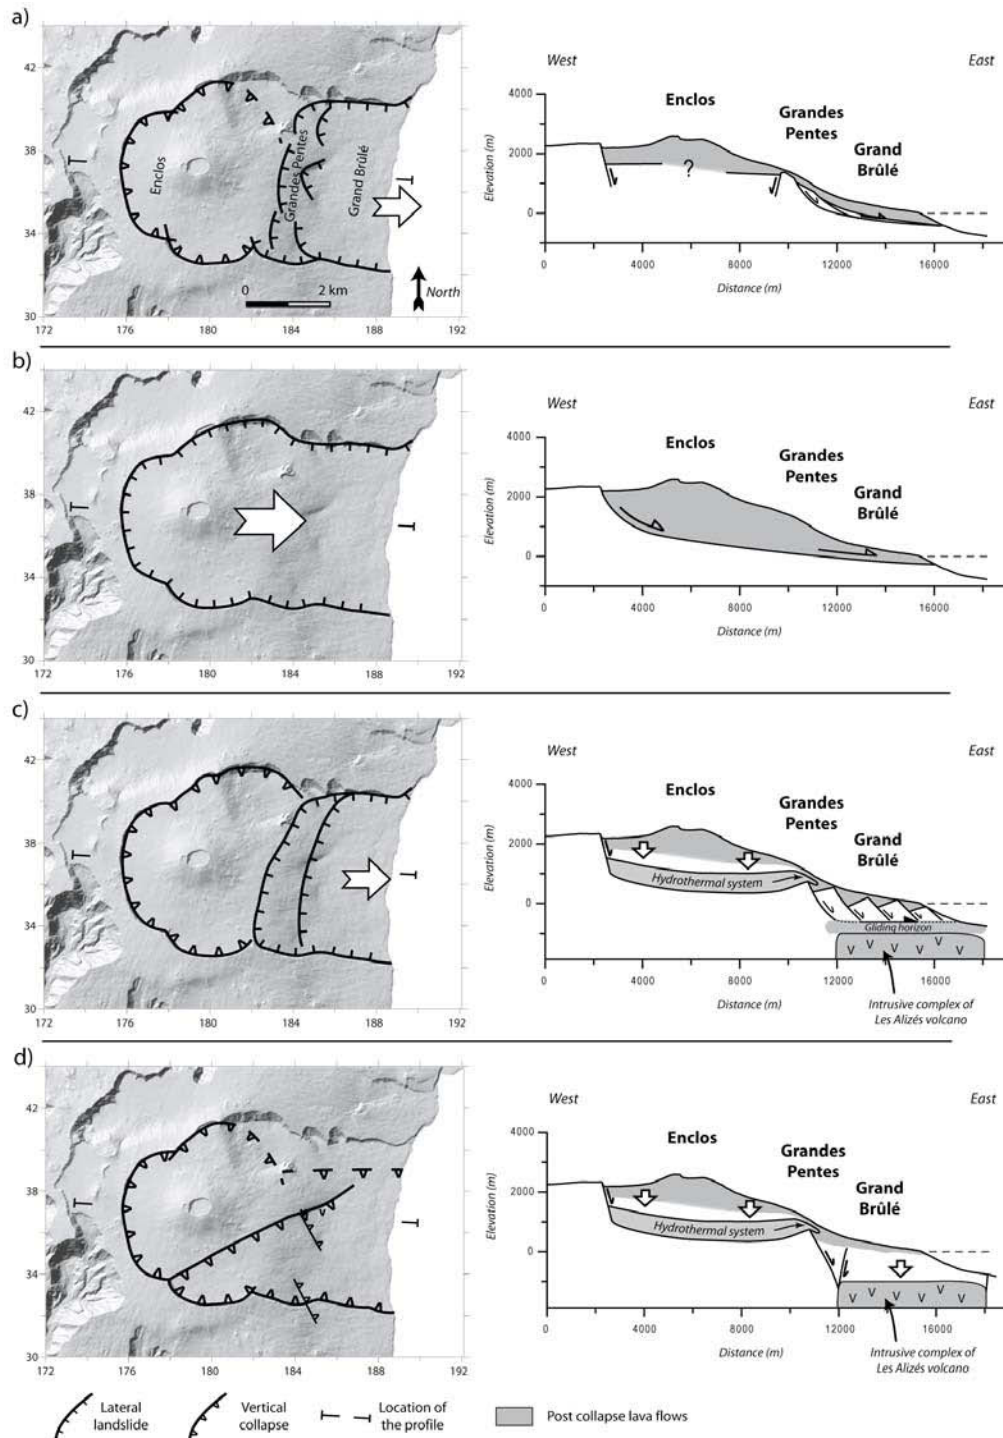 a)
42
38
34
30
172
176
180
184
188
192
Enclos
Grandes Pentes
Grand Brûlé
0 2 km
North
West
East
Enclos
Grandes
Pentes
Grand
Brûlé
4000
2000
0
Elevation (m)
?
0
4000
8000
12000
16000
Distance (m)
b)
42
38
34
30
172
176
180
184
188
192
West
East
Enclos
Grandes
Pentes
Grand
Brûlé
4000
2000
0
Elevation (m)
0
4000
8000
12000
16000
Distance (m)
c)
42
38
34
30
172
176
180
184
188
192
West
East
Enclos
Grandes
Pentes
Grand
Brûlé
4000
2000
0
Elevation (m)
Hydrothermal system
Gliding horizon
V V V V V V
0
4000
8000
12000
16000
Distance (m)
Intrusive complex of
Les Alizés volcano
d)
42
38
34
30
172
176
180
184
188
192
West
East
Enclos
Grandes
Pentes
Grand
Brûlé
4000
2000
0
Elevation (m)
Hydrothermal system
V V V V V V
0
4000
8000
12000
16000
Distance (m)
Intrusive complex of
Les Alizés volcano
Lateral
landslide
Vertical
collapse
Location of
the profile
Post collapse lava flows